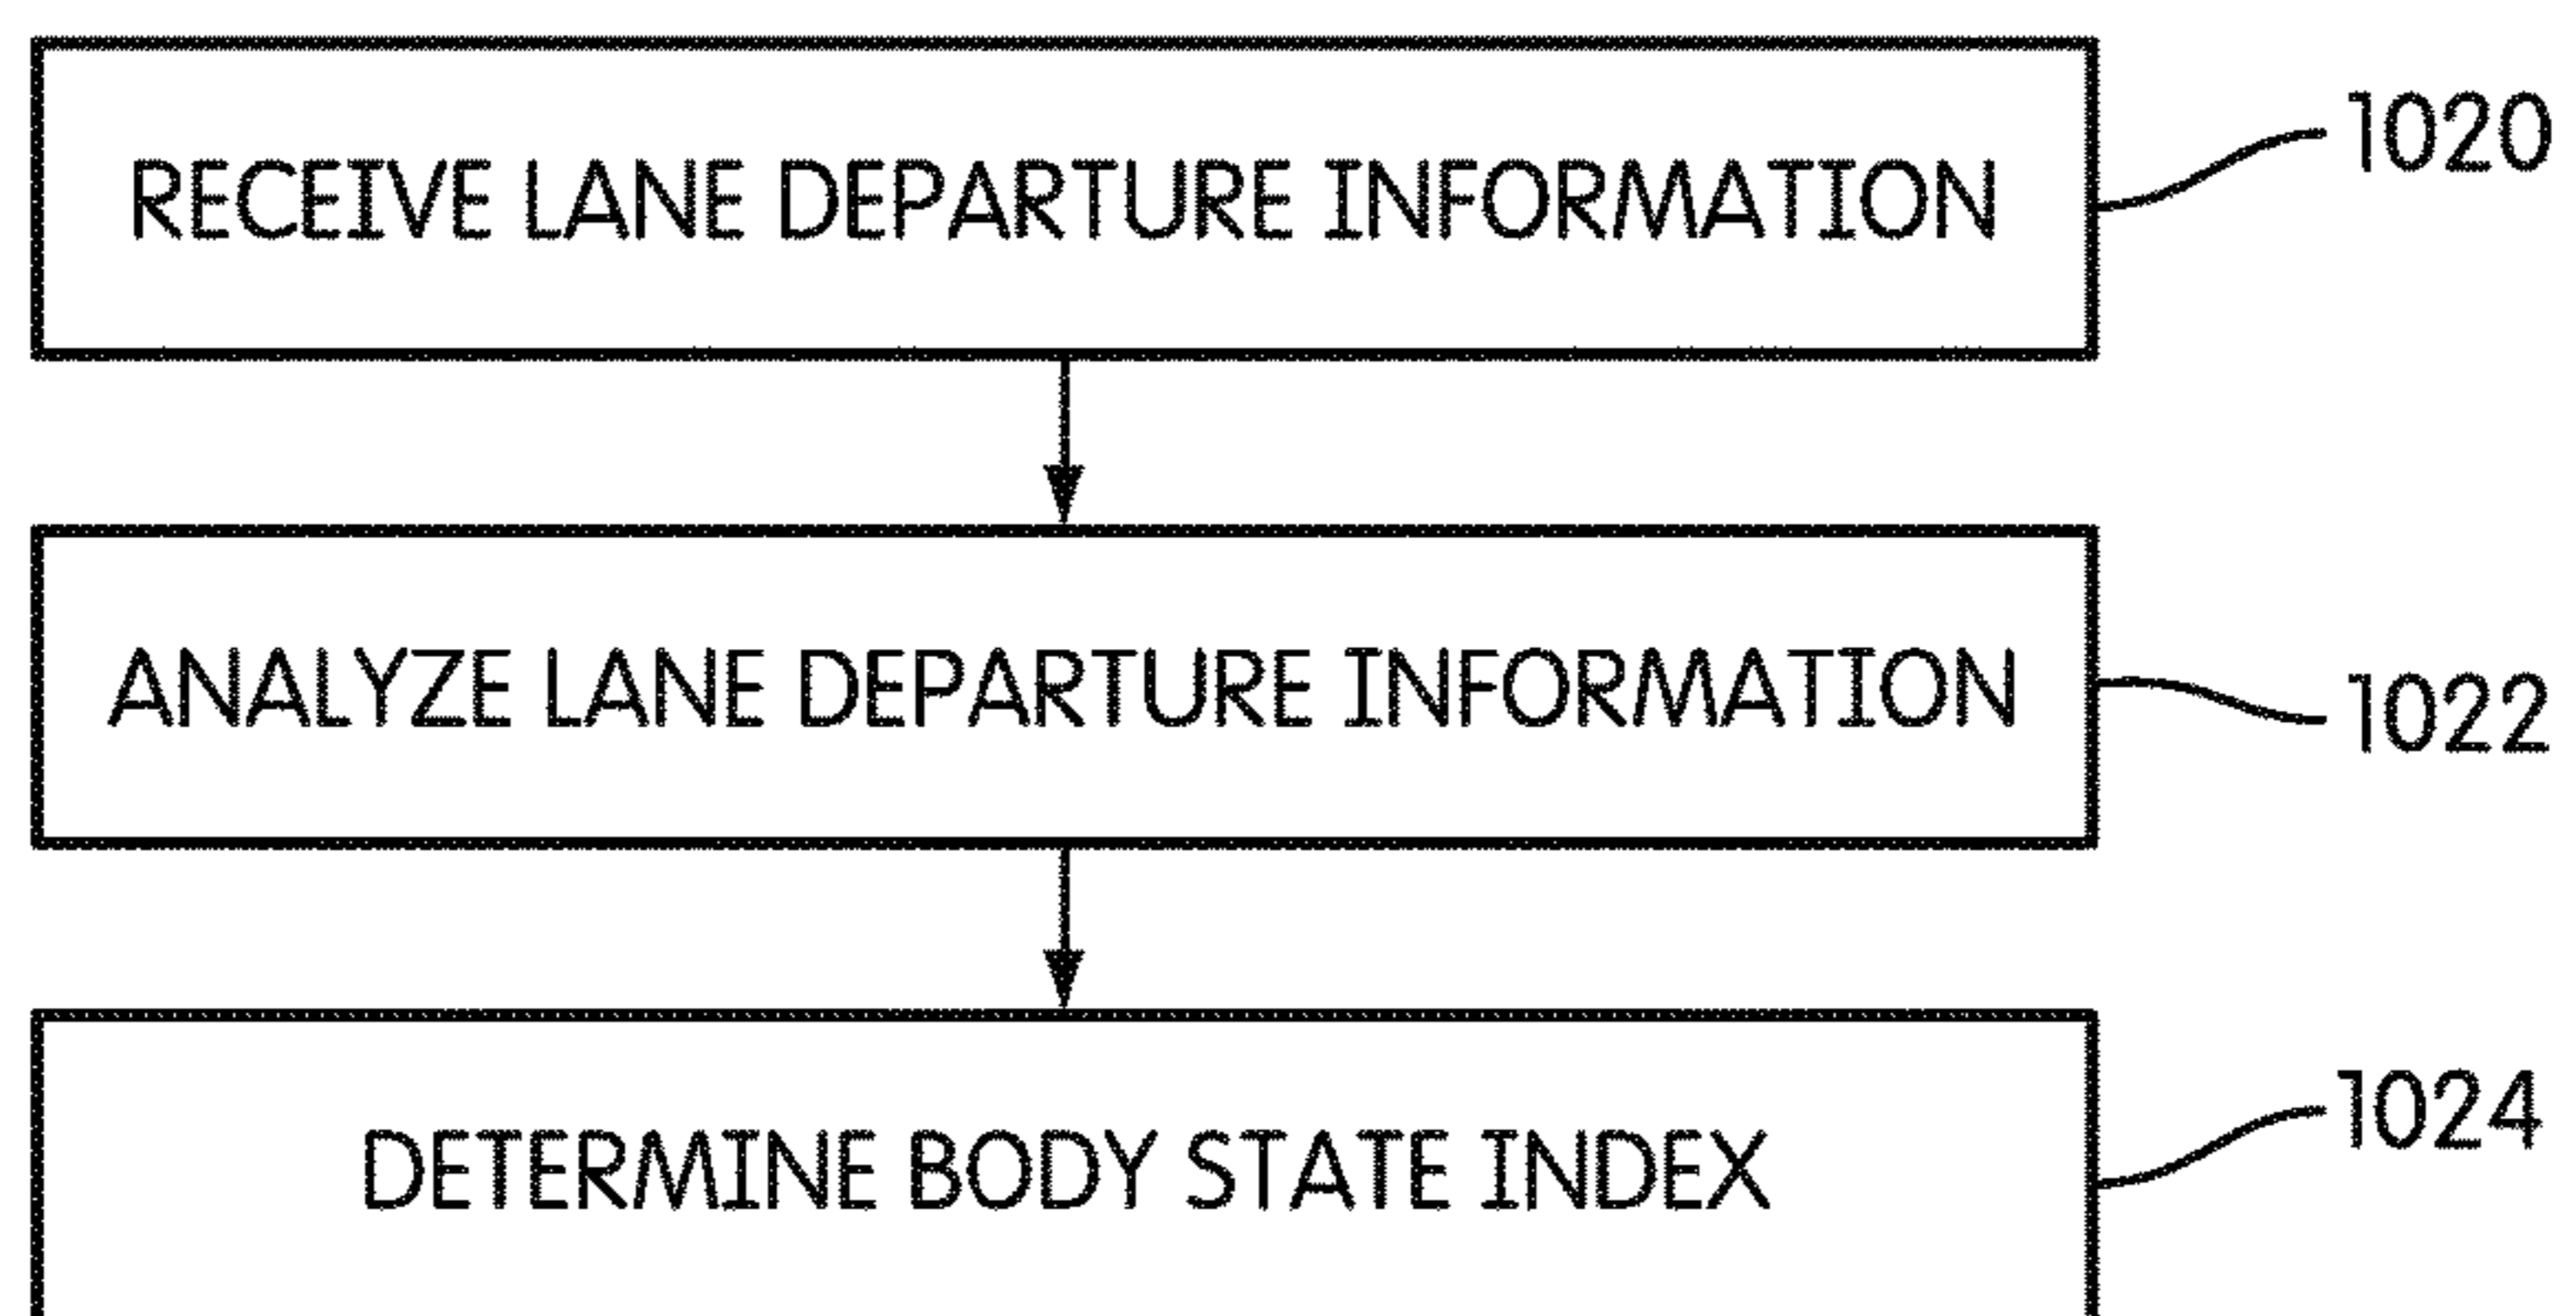 RECEIVE LANE DEPARTURE INFORMATION
1020
ANALYZE LANE DEPARTURE INFORMATION
1022
DETERMINE BODY STATE INDEX
1024